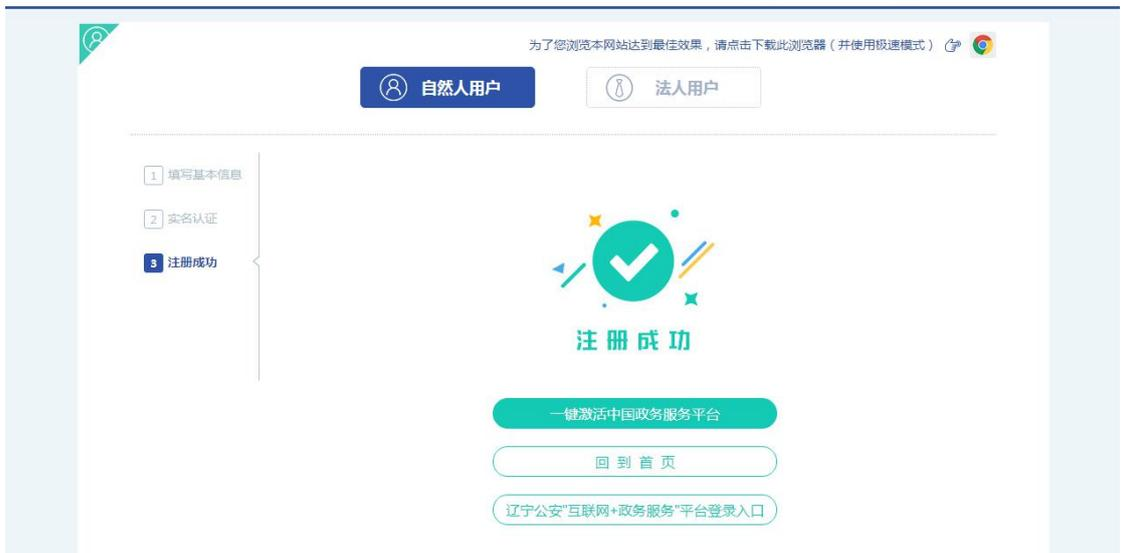 为了您浏览本网站达到最佳效果，请点击下载此浏览器（并使用极速模式）
自然人用户
法人用户
1 填写基本信息
2 实名认证
3 注册成功
注册成功
一键激活中国政务服务平台
回到首页
辽宁公安"互联网+政务服务"平台登录入口